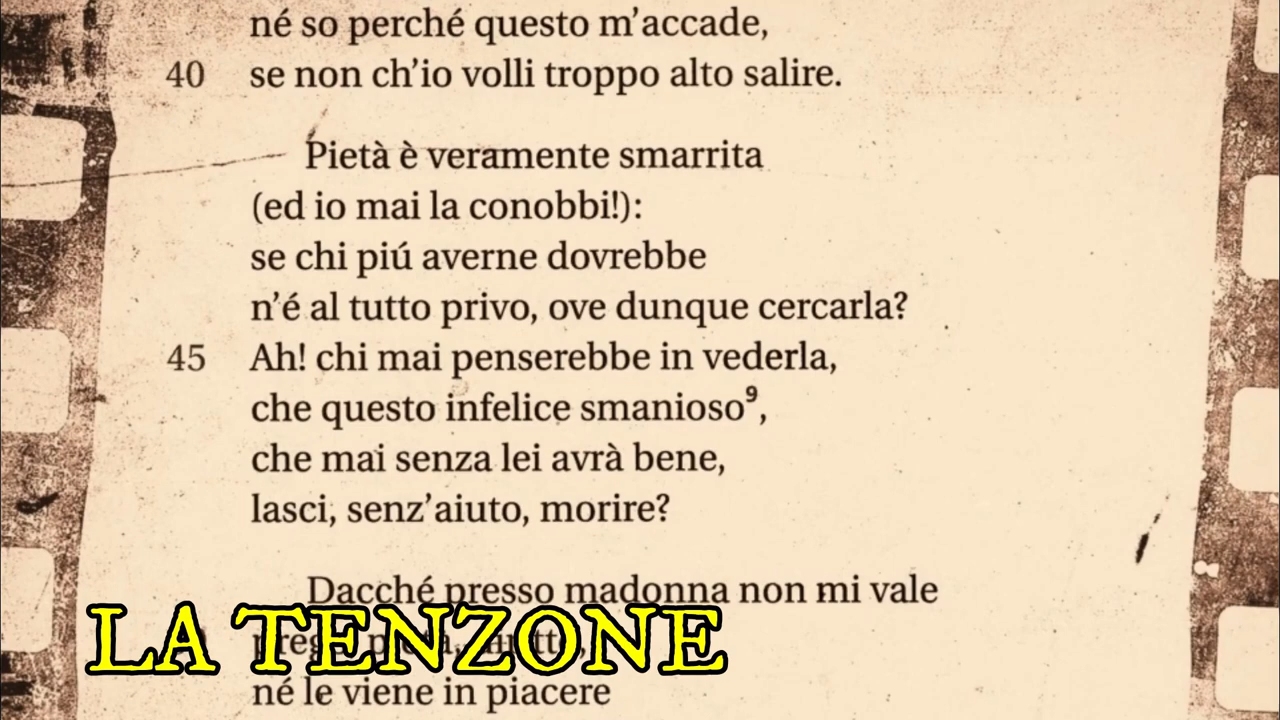 né so perché questo m'accade,
40 se non ch'io volli troppo alto salire.
Pietà è veramente smarrita
(ed io mai la conobbi!):
se chi piú averne dovrebbe
n'é al tutto privo, ove dunque cercarla?
45 Ah! chi mai penserebbe in vederla,
che questo infelice smanioso⁹,
che mai senza lei avrà bene,
lasci, senz'aiuto, morire?
Dacché presso madonna non mi vale
LA TENZONE
né le viene in piacere